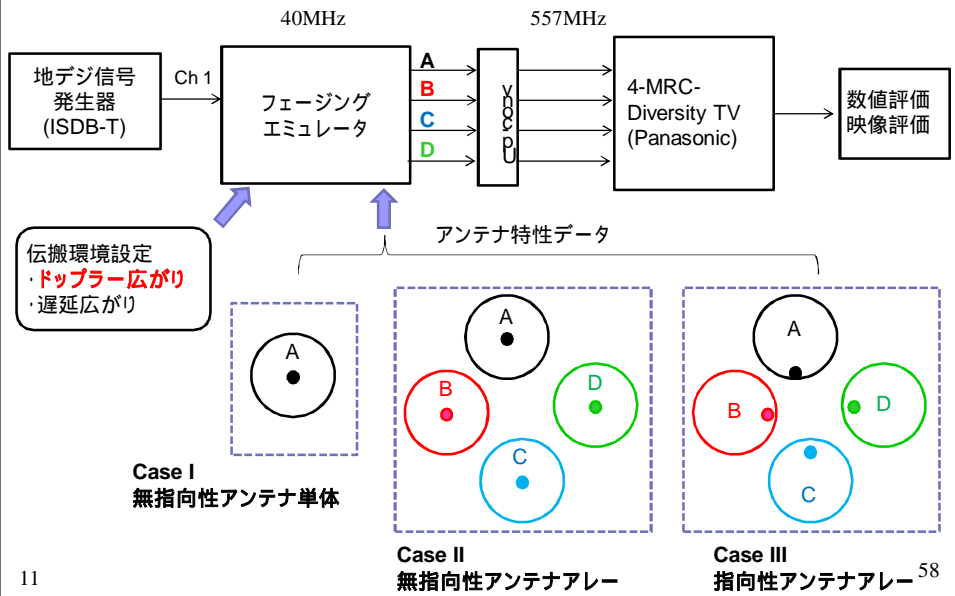 40MHz
557MHz
地デジ信号
発生器
(ISDB-T)
Ch 1
フェージング
エミュレータ
A
B
C
D
Up-conv
4-MRC-
Diversity TV
(Panasonic)
数値評価
映像評価
伝搬環境設定
・ドップラー広がり
・遅延広がり
アンテナ特性データ
A
Case I
無指向性アンテナ単体
A
B
D
C
Case II
無指向性アンテナアレー
A
B
D
C
Case III
指向性アンテナアレー
11
58